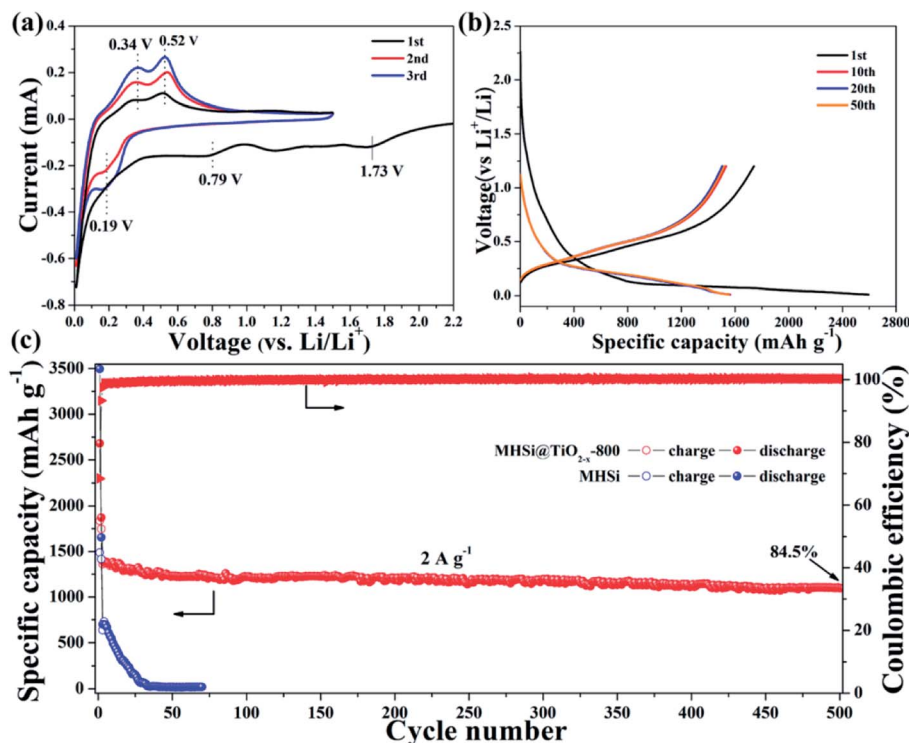 (a)
0.34 V
0.52 V
1st
2nd
3rd
0.19 V
0.79 V
1.73 V
Current (mA)
0.4
0.2
0.0
-0.2
-0.4
-0.6
-0.8
0.0 0.2 0.4 0.6 0.8 1.0 1.2 1.4 1.6 1.8 2.0 2.2
Voltage (vs. Li/Li⁺)
(b)
1st
10th
20th
50th
Voltage(vs Li⁺/Li)
2.5
2.0
1.5
1.0
0.5
0.0
0 400 800 1200 1600 2000 2400 2800
Specific capacity (mAh g⁻¹)
(c)
Specific capacity (mAh g⁻¹)
3500
3000
2500
2000
1500
1250
1000
750
500
250
0
MHSi@TiO₂₋ₓ-800 charge discharge
MHSi charge discharge
2 A g⁻¹
84.5%
100
80
60
40
20
0
Coulombic efficiency (%)
0 50 100 150 200 250 300 350 400 450 500
Cycle number